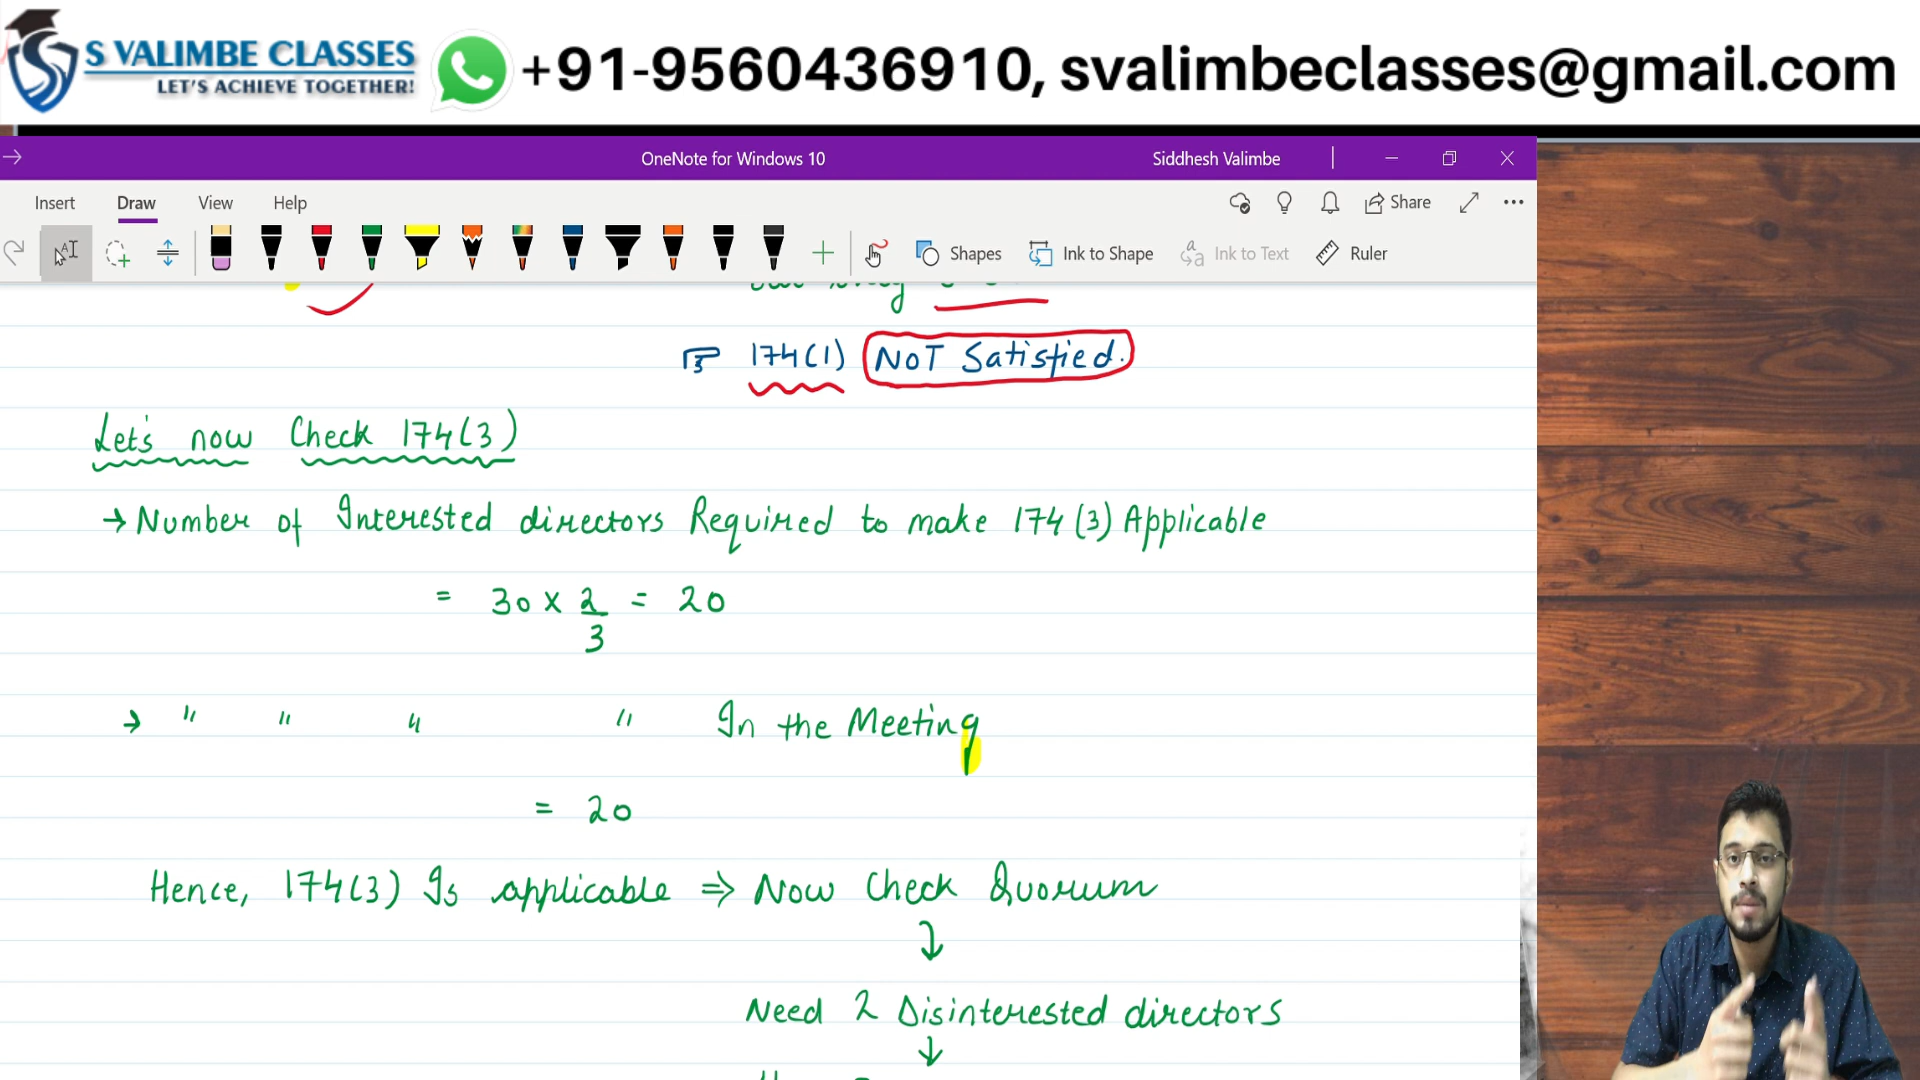 S VALIMBE CLASSES
LET'S ACHIEVE TOGETHER!
+91-9560436910, svalimbeclasses@gmail.com
OneNote for Windows 10
Siddhesh Valimbe
Insert Draw View Help
Share
Shapes Ink to Shape Ink to Text Ruler
174(1) NOT Satisfied.
Let's now Check 174(3)
→ Number of Interested directors Required to make 174(3) Applicable
= 30 × 2/3 = 20
→ " " " " In the Meeting
= 20
Hence, 174(3) Is applicable ⇒ Now Check Quorum
↓
Need 2 Disinterested directors
↓